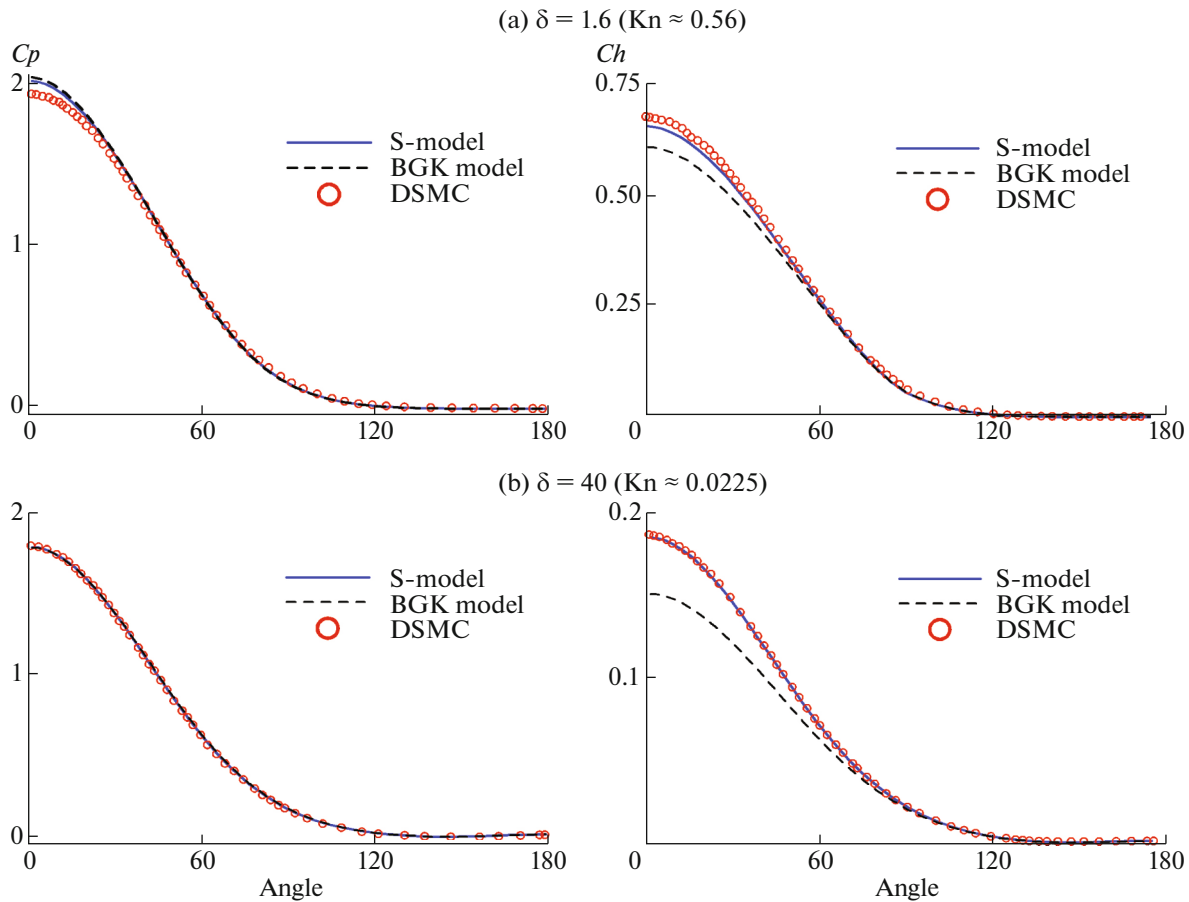 (a) δ = 1.6 (Kn ≈ 0.56)
Cp
2
1
0
0 60 120 180
S-model
BGK model
DSMC
Ch
0.75
0.50
0.25
0 60 120 180
S-model
BGK model
DSMC
(b) δ = 40 (Kn ≈ 0.0225)
2
1
0
0 60 120 180
Angle
S-model
BGK model
DSMC
0.2
0.1
0 60 120 180
Angle
S-model
BGK model
DSMC